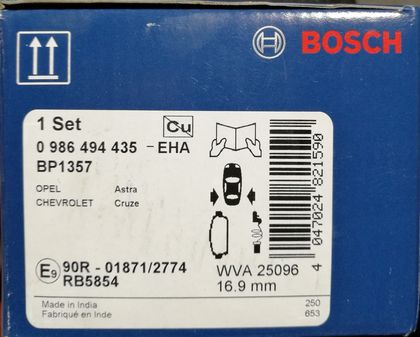 BOSCH
1 Set
Cu
0 986 494 435 - EHA
BP1357
OPEL Astra
CHEVROLET Cruze
4 047024 821590
E9 90R - 01871/2774
RB5854
WVA 25096
16.9 mm
Made in India
Fabriqué en Inde
250
653